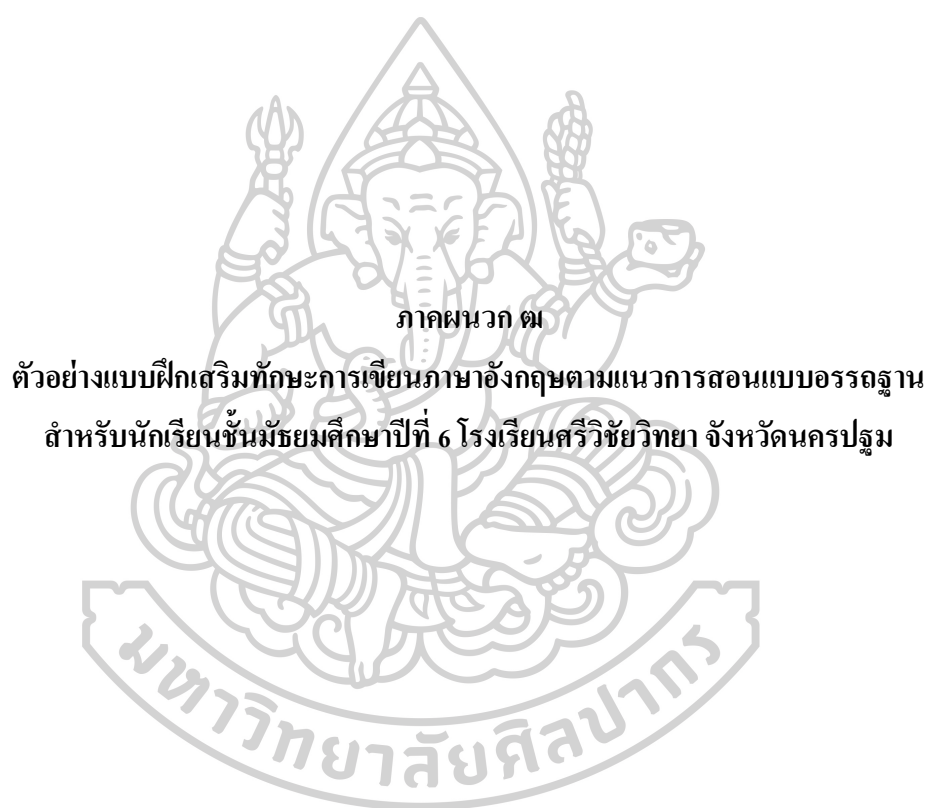 ภาคผนวก ฒ
ตัวอย่างแบบฝึกเสริมทักษะการเขียนภาษาอังกฤษตามแนวการสอนแบบอรรถฐาน
สำหรับนักเรียนชั้นมัธยมศึกษาปีที่ 6 โรงเรียนศรีวิชัยวิทยา จังหวัดนครปฐม
มหาวิทยาลัยศิลปากร